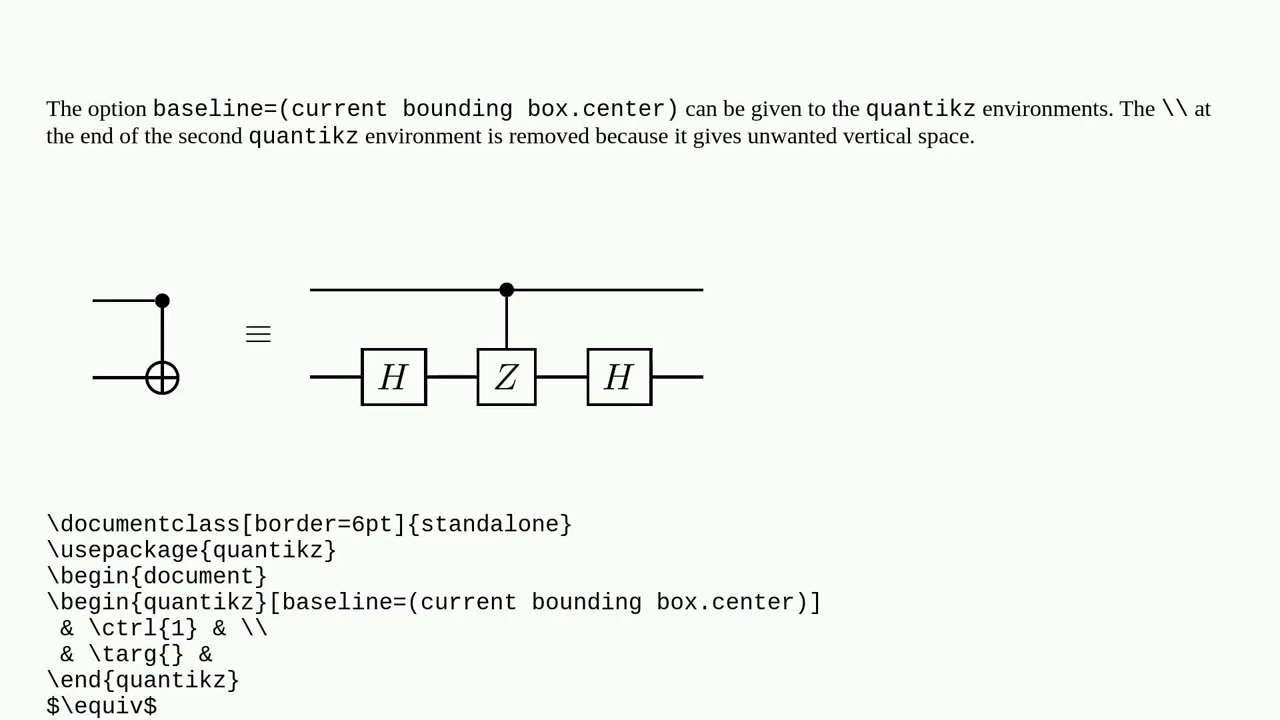 The option baseline=(current bounding box.center) can be given to the quantikz environments. The \\ at
the end of the second quantikz environment is removed because it gives unwanted vertical space.
≡
H Z H
\documentclass[border=6pt]{standalone}
\usepackage{quantikz}
\begin{document}
\begin{quantikz}[baseline=(current bounding box.center)]
 & \ctrl{1} & \\
 & \targ{} &
\end{quantikz}
$\equiv$